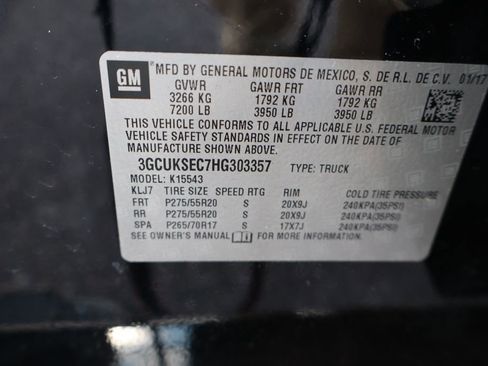 GM
MFD BY GENERAL MOTORS DE MEXICO, S. DE R.L. DE C.V. 01/17
GVWR GAWR FRT GAWR RR
3266 KG 1792 KG 1792 KG
7200 LB 3950 LB 3950 LB
THIS VEHICLE CONFORMS TO ALL APPLICABLE U.S. FEDERAL MOTOR
VEHICLE SAFETY STANDARDS IN EFFECT ON THE DATE OF
MANUFACTURE SHOWN ABOVE.
3GCUKSEC7HG303357 TYPE: TRUCK
MODEL: K15543
KLJ7 TIRE SIZE SPEED RTG RIM COLD TIRE PRESSURE
FRT P275/55R20 S 20X9J 240KPA(35PSI)
RR P275/55R20 S 20X9J 240KPA(35PSI)
SPA P265/70R17 S 17X7J 240KPA(35PSI)
SEE OWNER'S MANUAL FOR MORE INFORMATION.